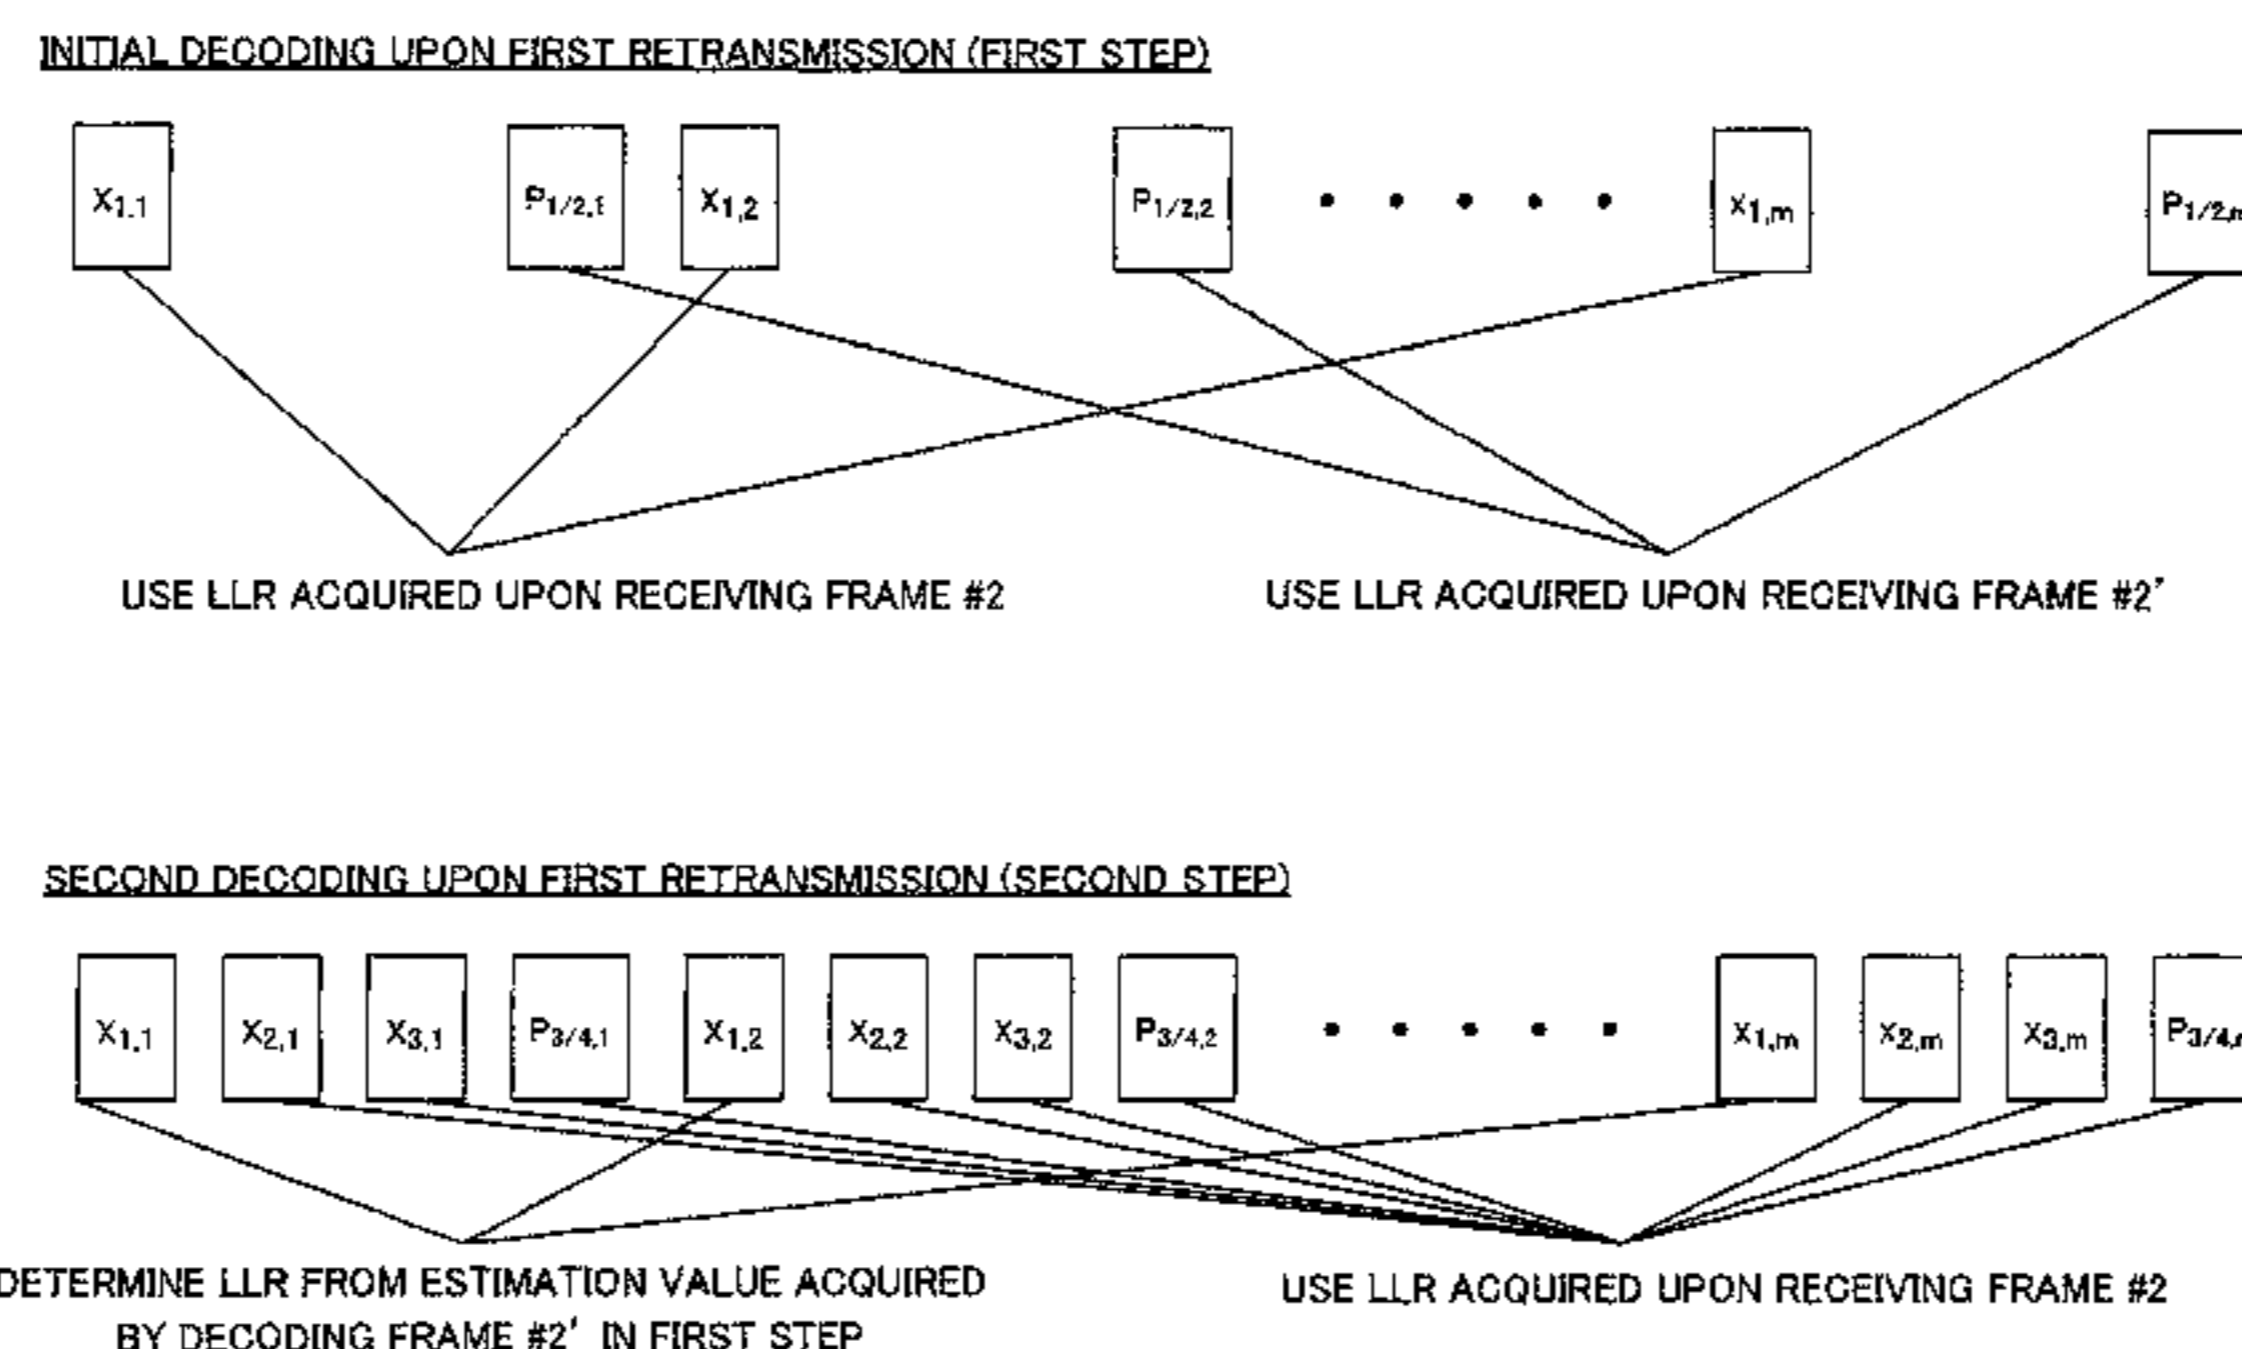 INITIAL DECODING UPON FIRST RETRANSMISSION (FIRST STEP)
X1,1 P1/2,1 X1,2 P1/2,2 • • • • • X1,m P1/2,m
USE LLR ACQUIRED UPON RECEIVING FRAME #2 USE LLR ACQUIRED UPON RECEIVING FRAME #2'
SECOND DECODING UPON FIRST RETRANSMISSION (SECOND STEP)
X1,1 X2,1 X3,1 P3/4,1 X1,2 X2,2 X3,2 P3/4,2 • • • • • X1,m X2,m X3,m P3/4,m
DETERMINE LLR FROM ESTIMATION VALUE ACQUIRED USE LLR ACQUIRED UPON RECEIVING FRAME #2
BY DECODING FRAME #2' IN FIRST STEP